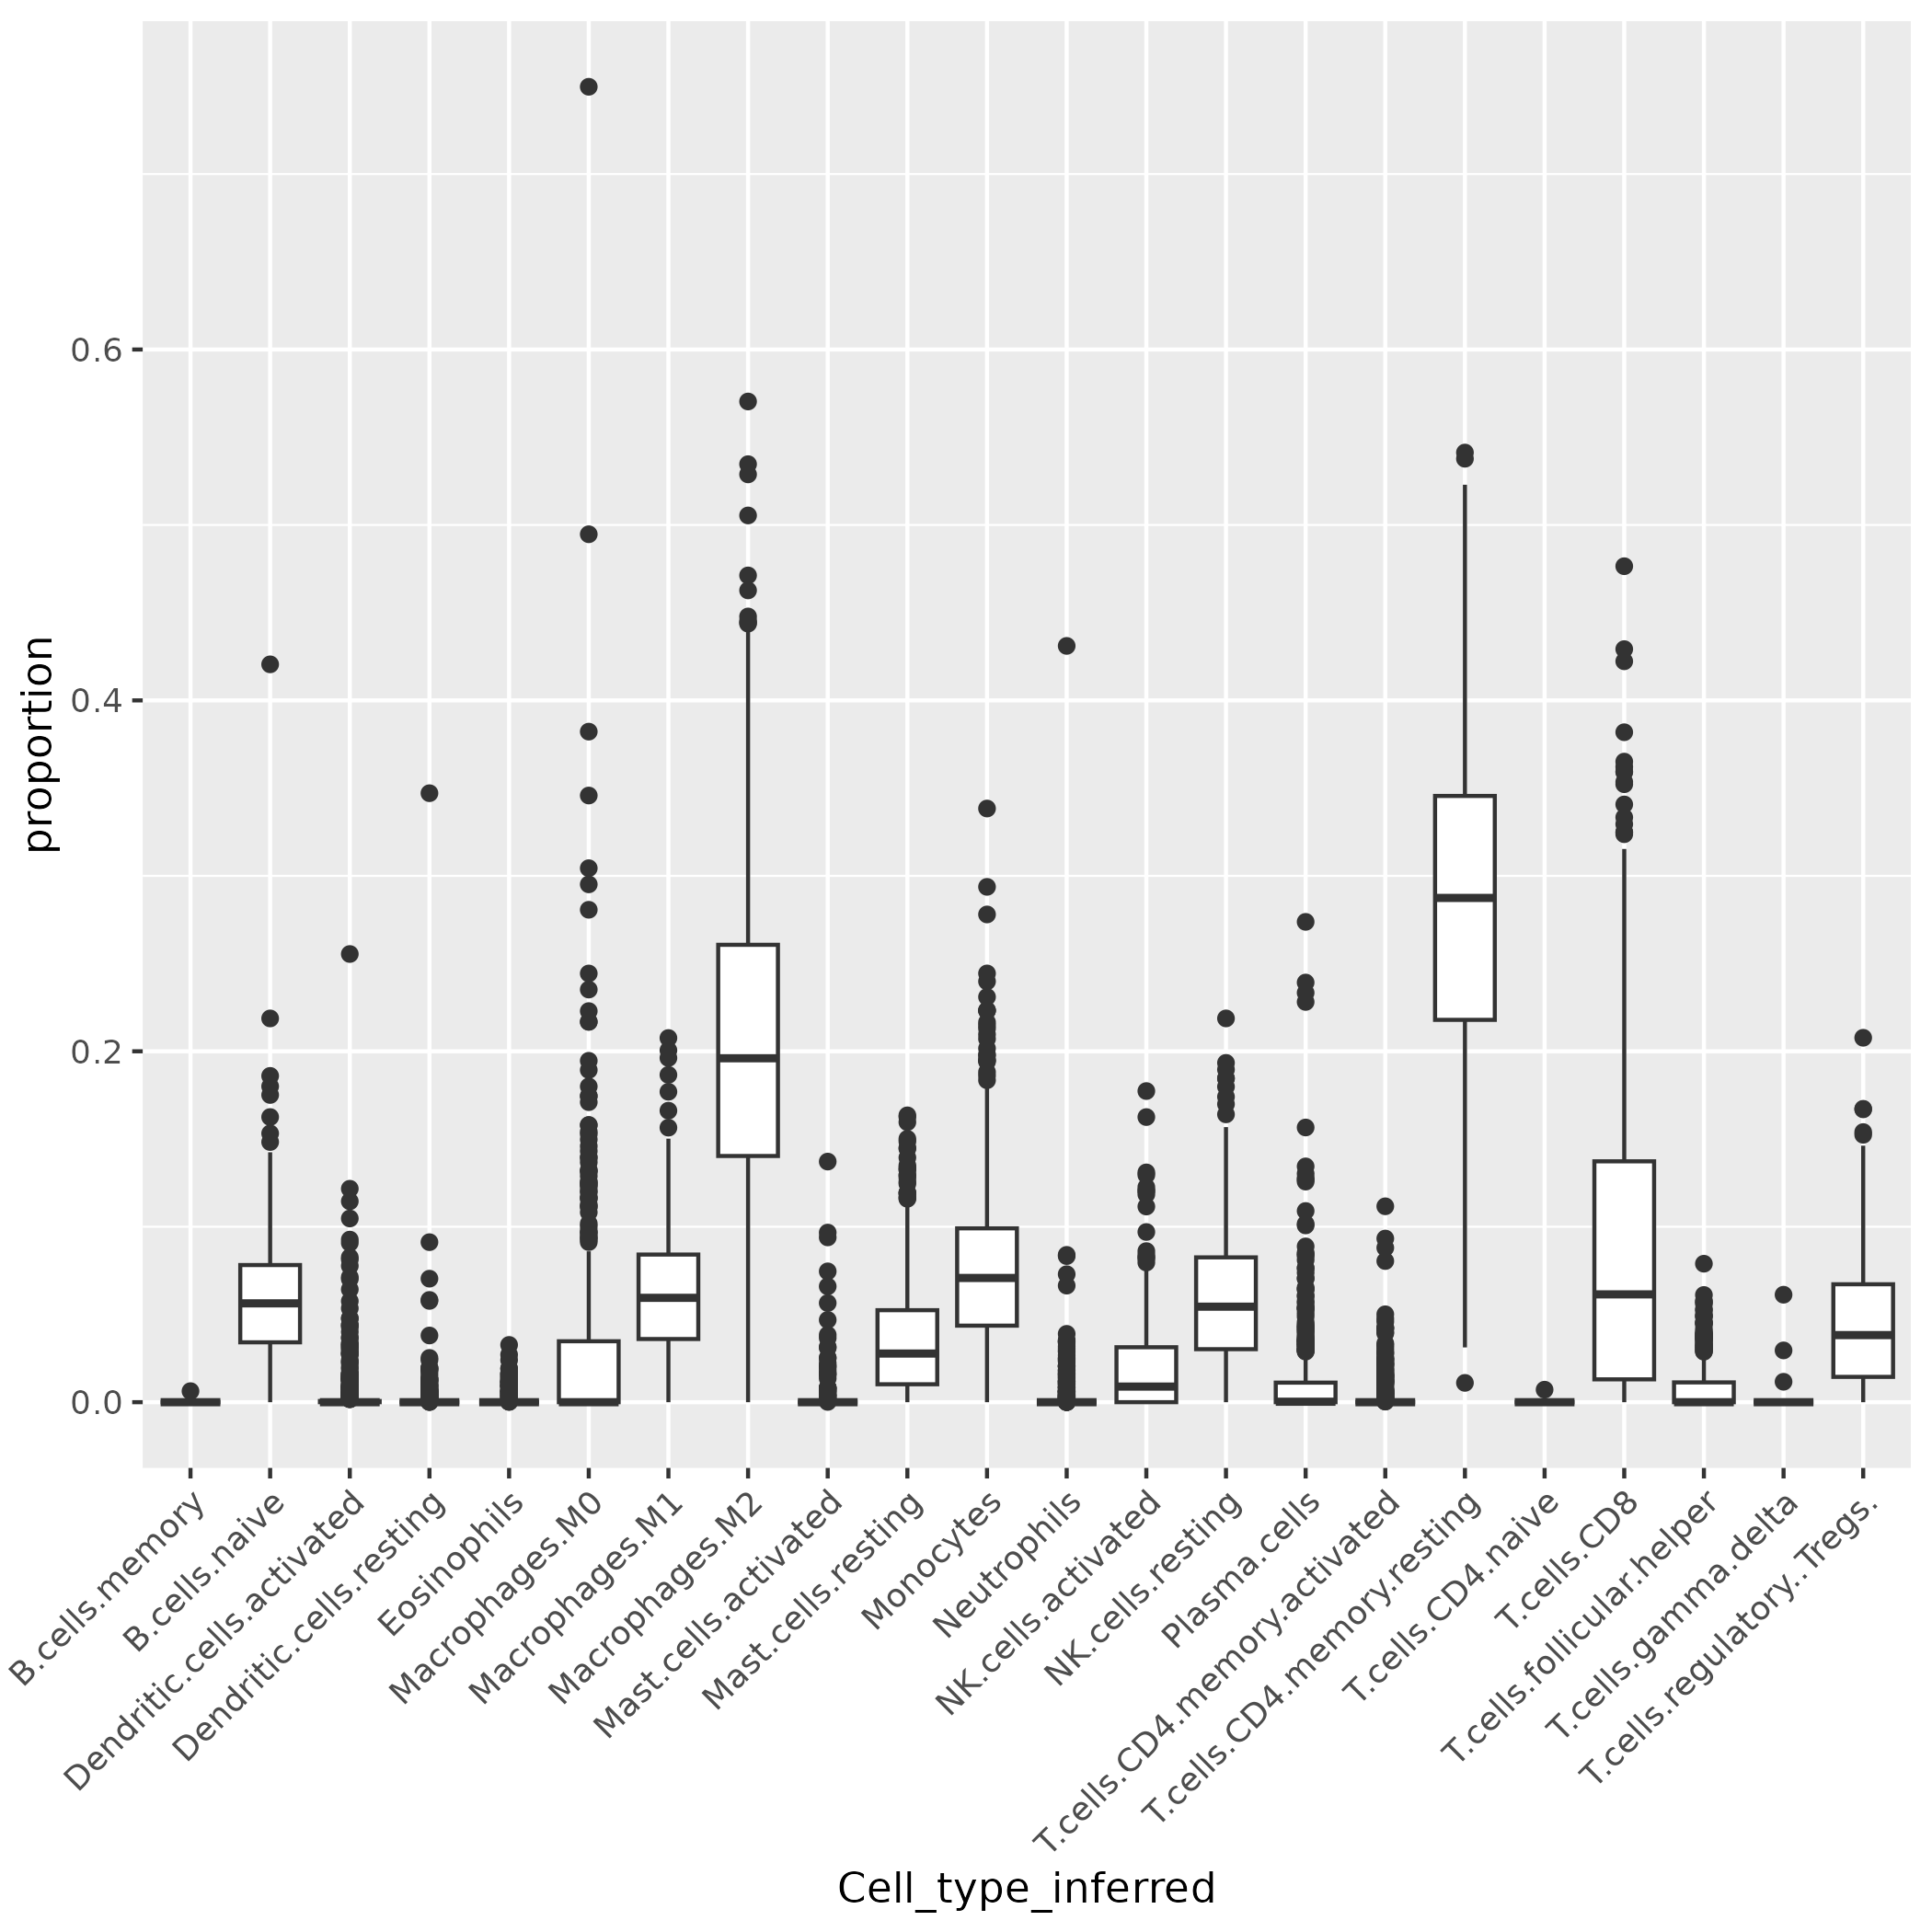 proportion
0.6
0.4
0.2
0.0
B.cells.memory
B.cells.naive
Dendritic.cells.activated
Dendritic.cells.resting
Eosinophils
Macrophages.M0
Macrophages.M1
Macrophages.M2
Mast.cells.activated
Mast.cells.resting
Monocytes
Neutrophils
NK.cells.activated
NK.cells.resting
Plasma.cells
T.cells.CD4.memory.activated
T.cells.CD4.memory.resting
T.cells.CD4.naive
T.cells.CD8
T.cells.follicular.helper
T.cells.gamma.delta
T.cells.regulatory..Tregs.
Cell_type_inferred